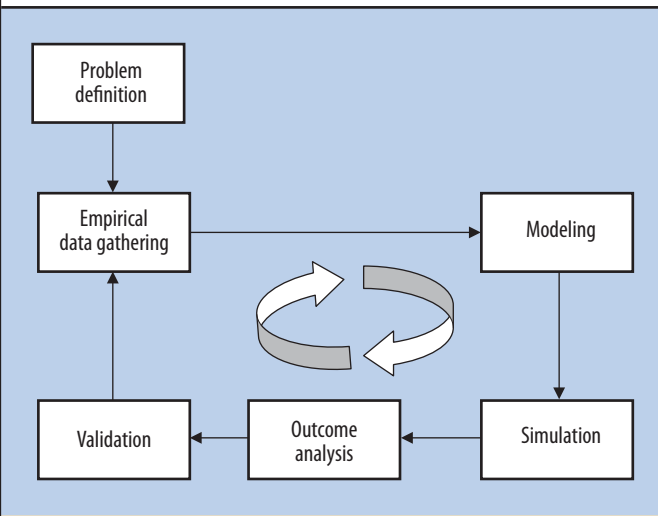 Problem
definition
Empirical
data gathering
Modeling
Validation
Outcome
analysis
Simulation